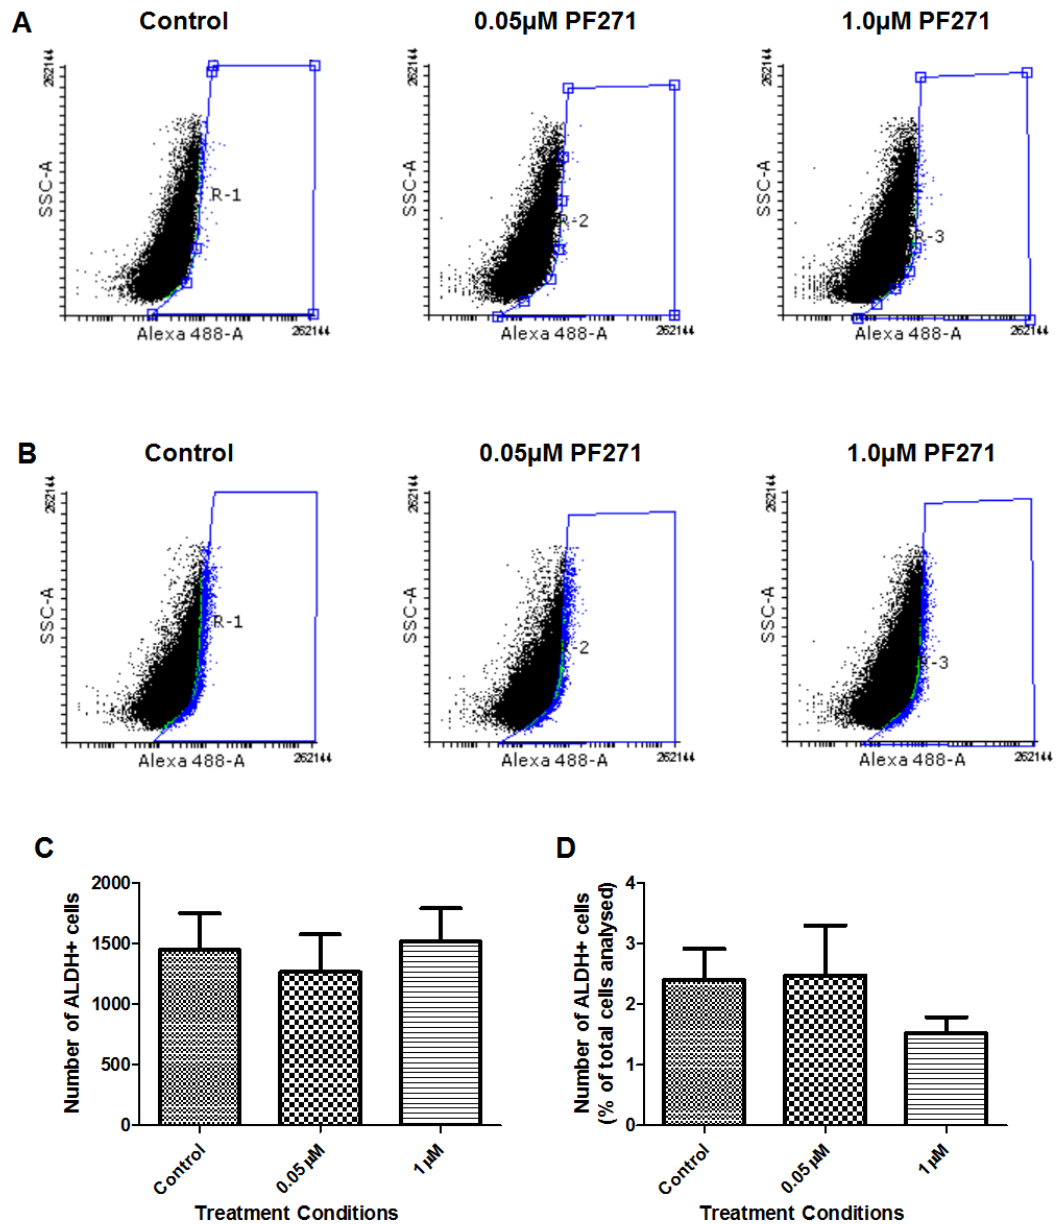 A
Control
0.05µM PF271
1.0µM PF271
262144
SSC-A
R-1
Alexa 488-A
262144
262144
SSC-A
R-2
Alexa 488-A
262144
262144
SSC-A
R-3
Alexa 488-A
262144
B
Control
0.05µM PF271
1.0µM PF271
262144
SSC-A
R-1
Alexa 488-A
262144
262144
SSC-A
-2
Alexa 488-A
262144
262144
SSC-A
-3
Alexa 488-A
262144
C
Number of ALDH+ cells
2000
1500
1000
500
0
Control
0.05 µM
1 µM
Treatment Conditions
D
Number of ALDH+ cells
(% of total cells analysed)
4
3
2
1
0
Control
0.05 µM
1 µM
Treatment Conditions